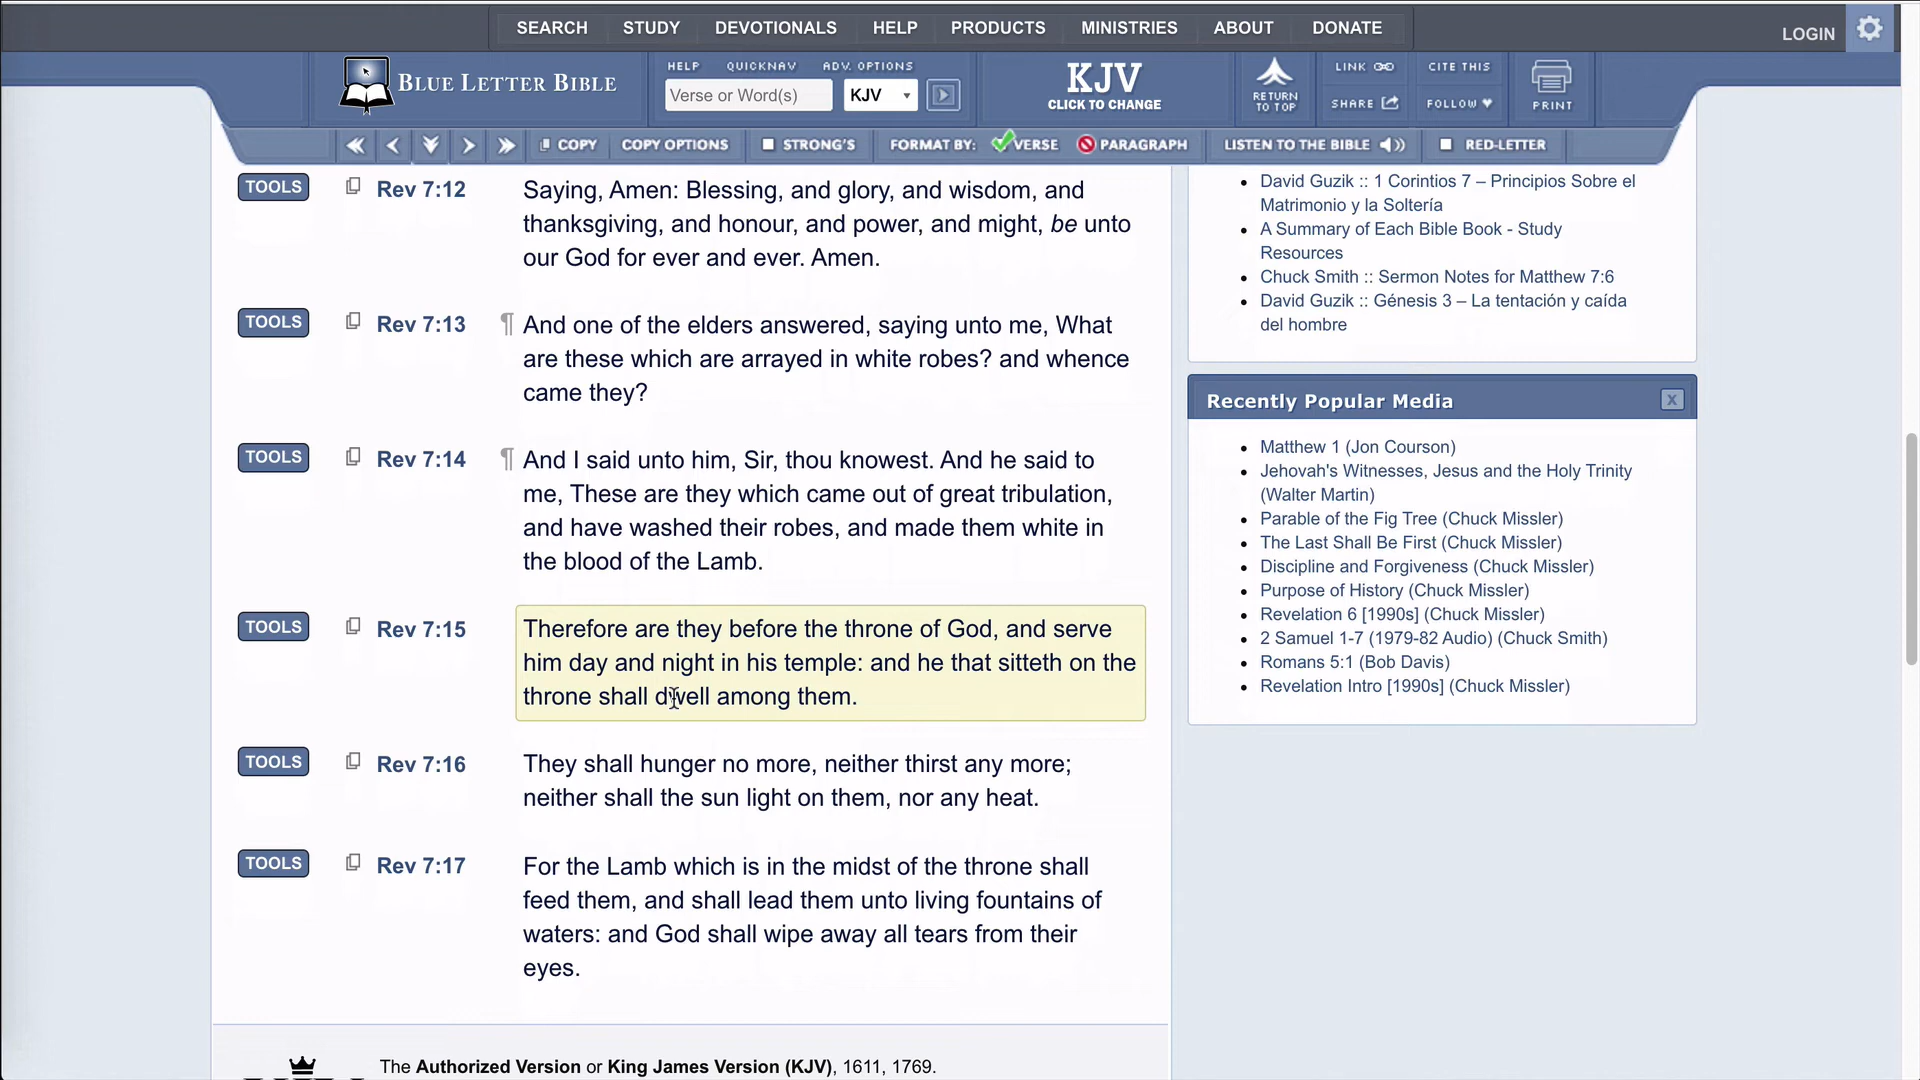 SEARCH STUDY DEVOTIONALS HELP PRODUCTS MINISTRIES ABOUT DONATE
LOGIN
BLUE LETTER BIBLE
HELP QUICKNAV ADV. OPTIONS
Verse or Word(s) KJV
KJV
CLICK TO CHANGE
RETURN
TO TOP
LINK CITE THIS
SHARE FOLLOW
PRINT
COPY COPY OPTIONS STRONG'S FORMAT BY: VERSE PARAGRAPH LISTEN TO THE BIBLE RED-LETTER
TOOLS Rev 7:12 Saying, Amen: Blessing, and glory, and wisdom, and
thanksgiving, and honour, and power, and might, be unto
our God for ever and ever. Amen.
TOOLS Rev 7:13 ¶ And one of the elders answered, saying unto me, What
are these which are arrayed in white robes? and whence
came they?
TOOLS Rev 7:14 ¶ And I said unto him, Sir, thou knowest. And he said to
me, These are they which came out of great tribulation,
and have washed their robes, and made them white in
the blood of the Lamb.
TOOLS Rev 7:15 Therefore are they before the throne of God, and serve
him day and night in his temple: and he that sitteth on the
throne shall dwell among them.
TOOLS Rev 7:16 They shall hunger no more, neither thirst any more;
neither shall the sun light on them, nor any heat.
TOOLS Rev 7:17 For the Lamb which is in the midst of the throne shall
feed them, and shall lead them unto living fountains of
waters: and God shall wipe away all tears from their
eyes.
The Authorized Version or King James Version (KJV), 1611, 1769.
David Guzik :: 1 Corintios 7 – Principios Sobre el
Matrimonio y la Soltería
A Summary of Each Bible Book - Study
Resources
Chuck Smith :: Sermon Notes for Matthew 7:6
David Guzik :: Génesis 3 – La tentación y caída
del hombre
Recently Popular Media X
Matthew 1 (Jon Courson)
Jehovah's Witnesses, Jesus and the Holy Trinity
(Walter Martin)
Parable of the Fig Tree (Chuck Missler)
The Last Shall Be First (Chuck Missler)
Discipline and Forgiveness (Chuck Missler)
Purpose of History (Chuck Missler)
Revelation 6 [1990s] (Chuck Missler)
2 Samuel 1-7 (1979-82 Audio) (Chuck Smith)
Romans 5:1 (Bob Davis)
Revelation Intro [1990s] (Chuck Missler)